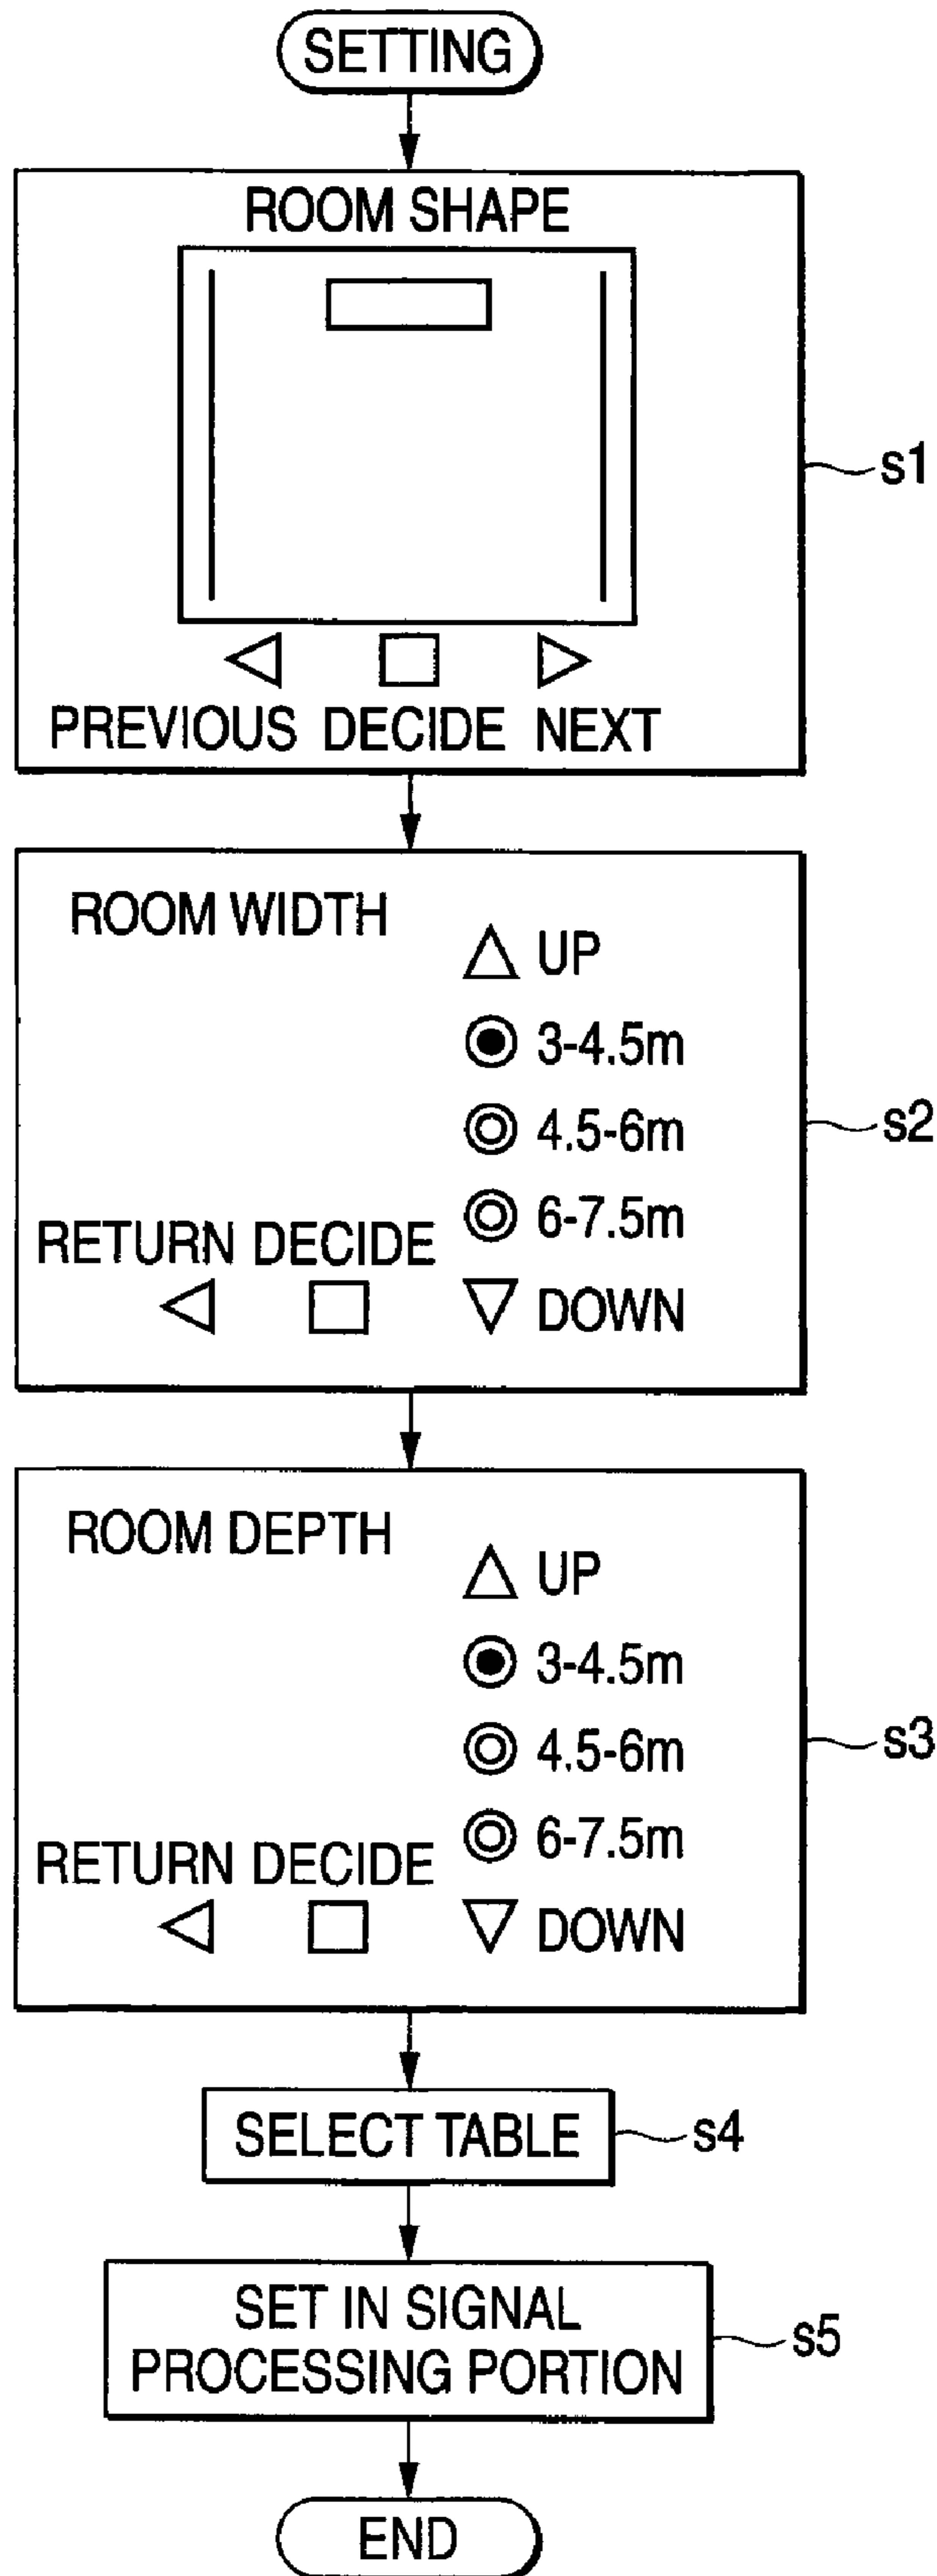 SETTING
ROOM SHAPE
s1
PREVIOUS DECIDE NEXT
ROOM WIDTH
UP
3-4.5m
4.5-6m
s2
6-7.5m
RETURN DECIDE
DOWN
ROOM DEPTH
UP
3-4.5m
4.5-6m
s3
6-7.5m
RETURN DECIDE
DOWN
SELECT TABLE
s4
SET IN SIGNAL
PROCESSING PORTION
s5
END